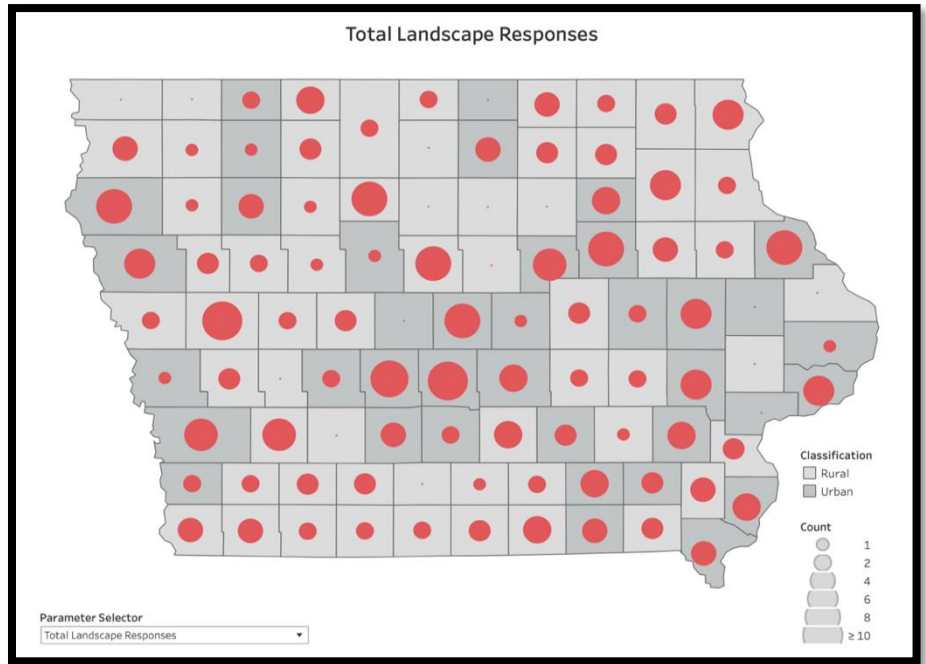 Total Landscape Responses
Classification
Rural
Urban
Count
1
2
4
6
8
≥ 10
Parameter Selector
Total Landscape Responses